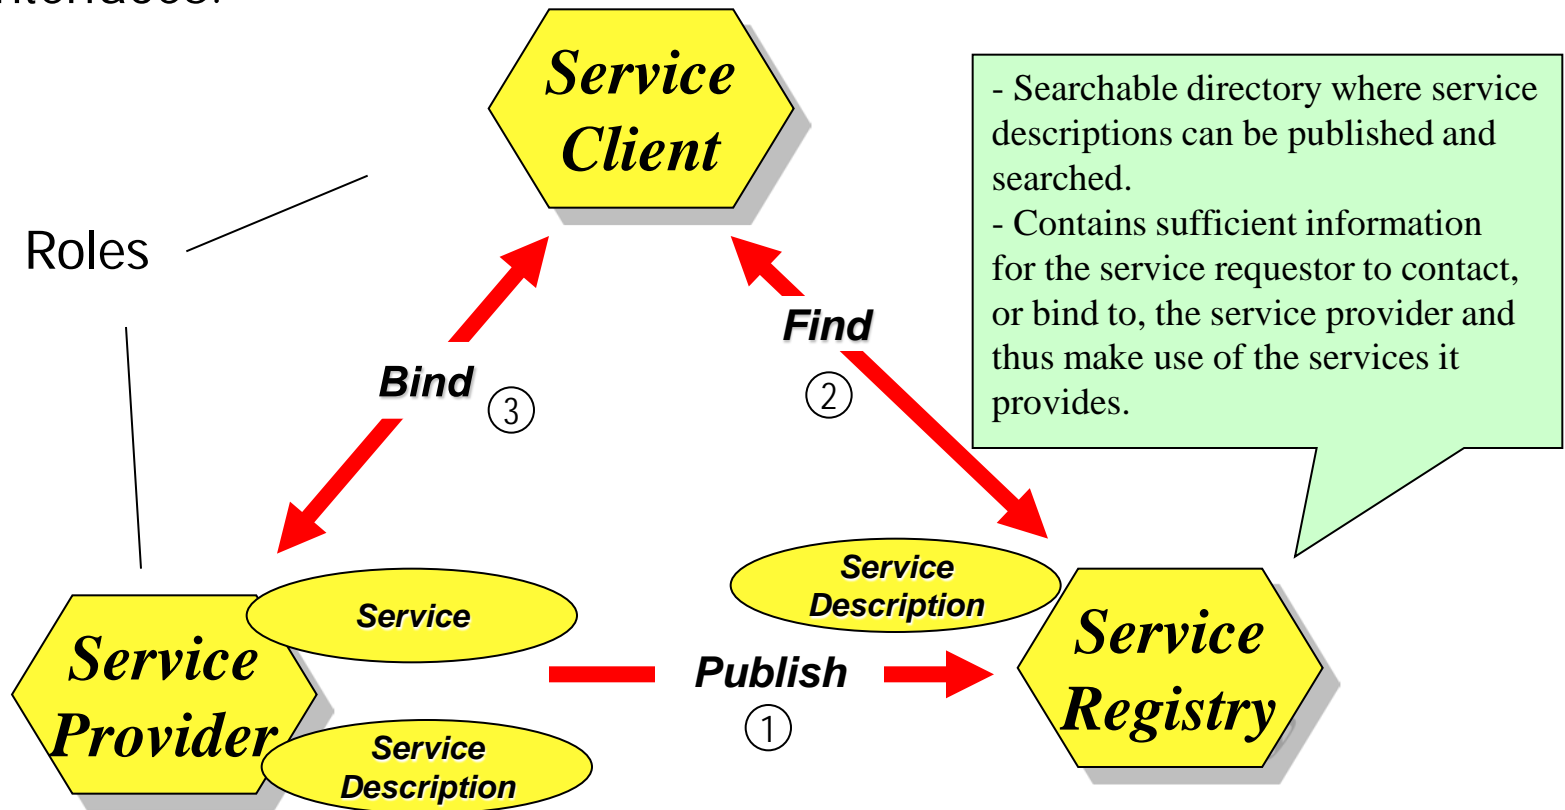 Service
Client
- Searchable directory where service
descriptions can be published and
searched.
- Contains sufficient information
for the service requestor to contact,
or bind to, the service provider and
thus make use of the services it
provides.
Roles
Find
2
Bind
3
Service
Description
Service
Service
Registry
Service
Provider
Publish
1
Service
Description